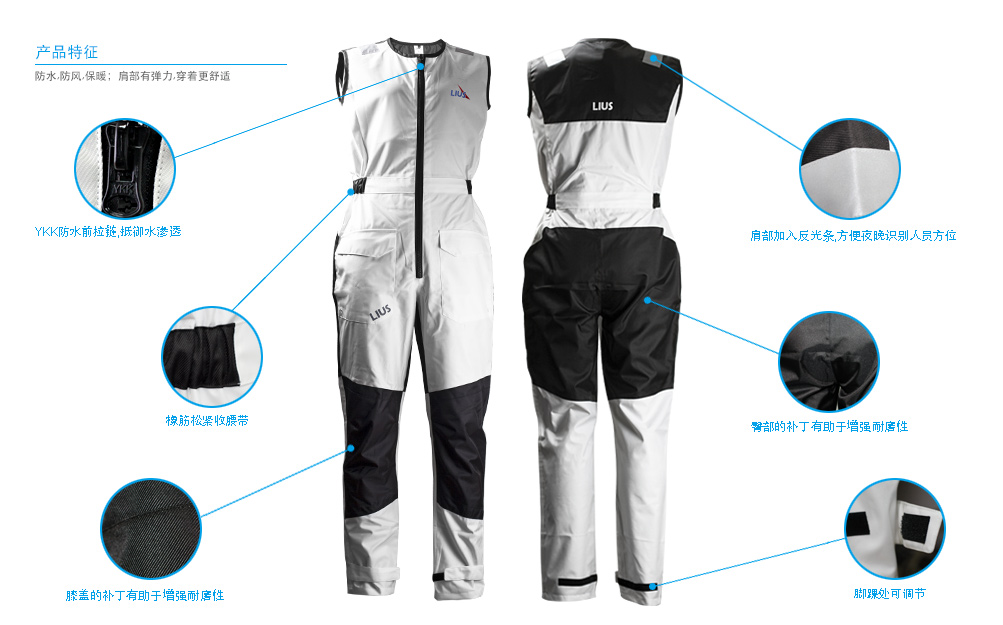 产品特征
防水,防风,保暖；肩部有弹力,穿着更舒适
LIUS
LIUS
YKK
YKK防水前拉链,抵御水渗透
肩部加入反光条,方便夜晚识别人员方位
LIUS
橡筋松紧收腰带
臀部的补丁有助于增强耐磨性
膝盖的补丁有助于增强耐磨性
脚踝处可调节